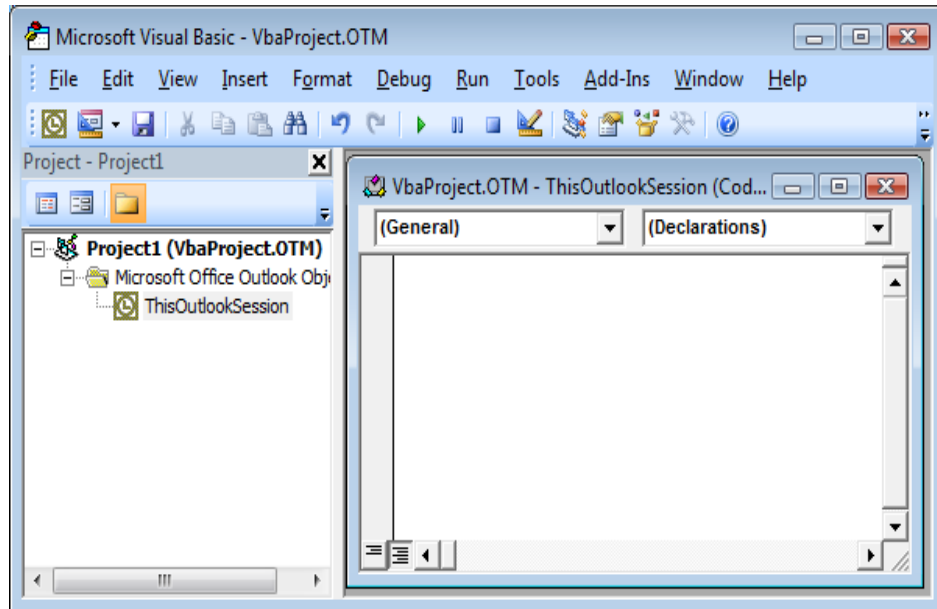 Microsoft Visual Basic - VbaProject.OTM
File Edit View Insert Format Debug Run Tools Add-Ins Window Help
Project - Project1
Project1 (VbaProject.OTM)
Microsoft Office Outlook Obj
ThisOutlookSession
VbaProject.OTM - ThisOutlookSession (Cod...
(General) (Declarations)